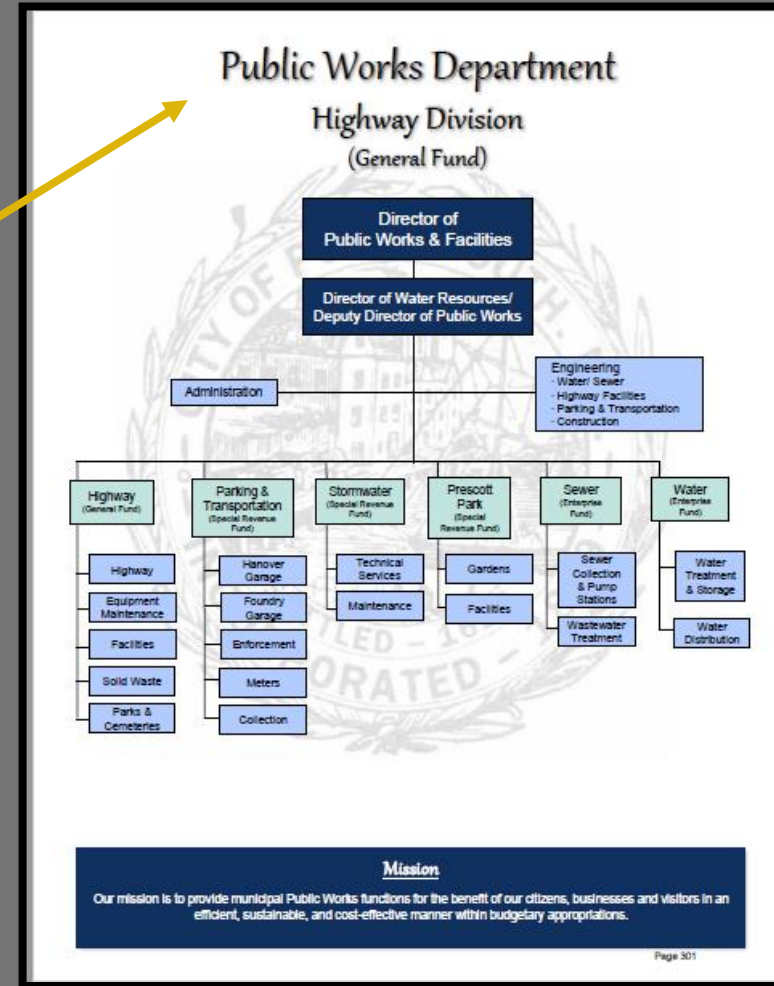 Public Works Department
Highway Division
(General Fund)
Director of
Public Works & Facilities
Director of Water Resources/
Deputy Director of Public Works
Administration
Engineering
- Water/ Sewer
- Highway Facilities
- Parking & Transportation
- Construction
Highway
(General Fund)
Parking &
Transportation
(Special Revenue
Fund)
Stormwater
(Special Revenue
Fund)
Prescott
Park
(Special
Revenue Fund)
Sewer
(Enterprise
Fund)
Water
(Enterprise
Fund)
Highway
Equipment
Maintenance
Facilities
Solid Waste
Parks &
Cemeteries
Hanover
Garage
Foundry
Garage
Enforcement
Meters
Collection
Technical
Services
Maintenance
Gardens
Facilities
Sewer
Collection
& Pump
Stations
Wastewater
Treatment
Water
Treatment
& Storage
Water
Distribution
Mission
Our mission is to provide municipal Public Works functions for the benefit of our citizens, businesses and visitors in an
efficient, sustainable, and cost-effective manner within budgetary appropriations.
Page 301